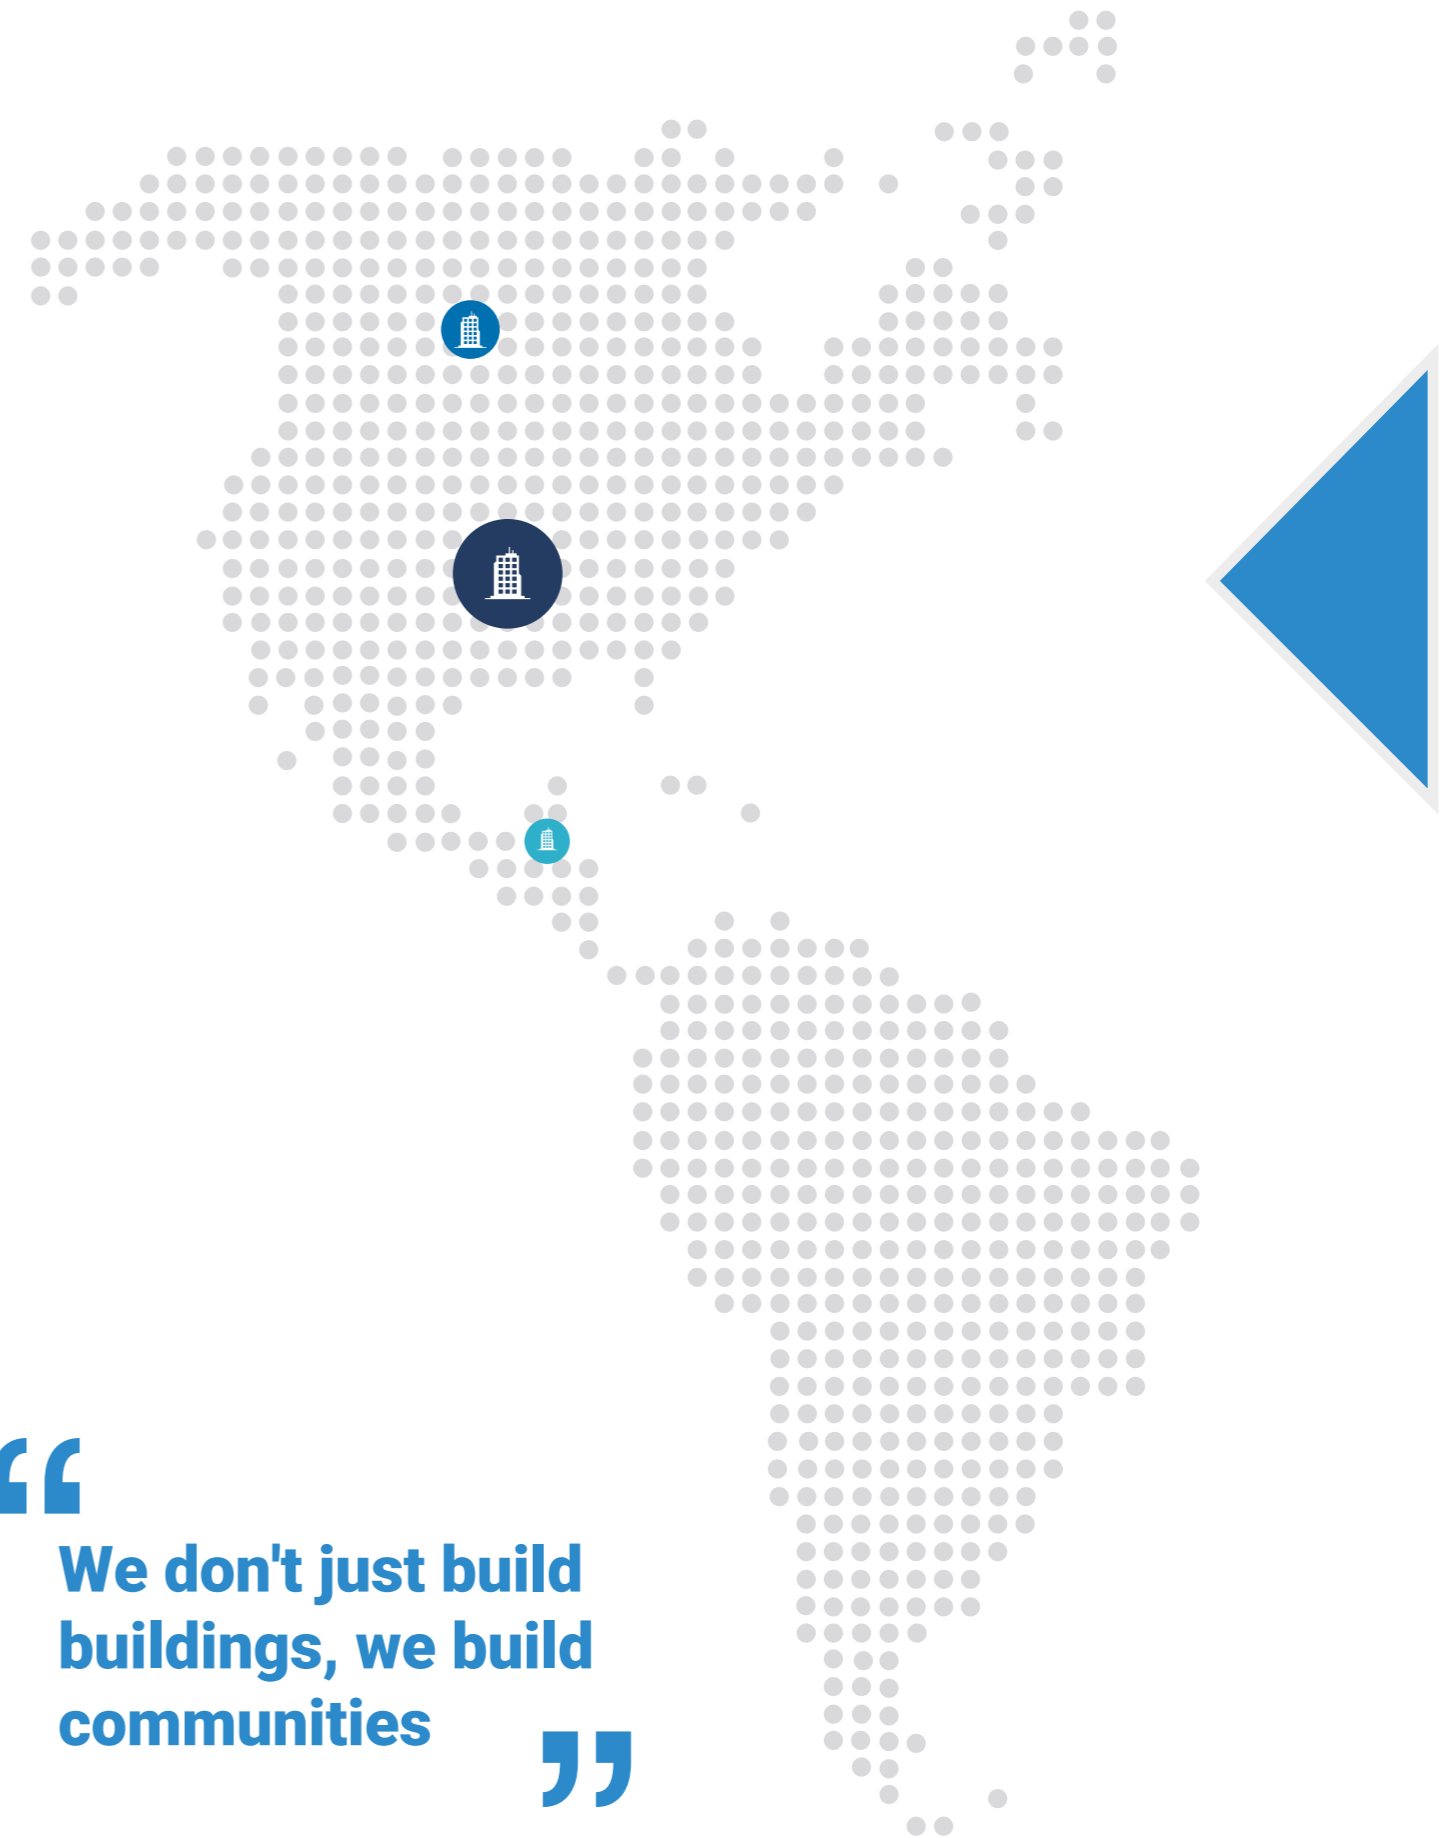 “
We don't just build
buildings, we build
communities
”